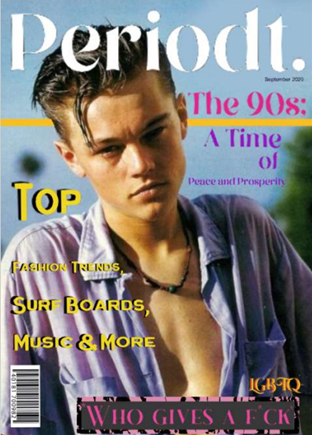 Periodt.
September 2020
The 90s:
A Time
of
Peace and Prosperity
Top
Fashion Trends,
Surf Boards,
Music & More
LGBTQ
Who gives a f*ck